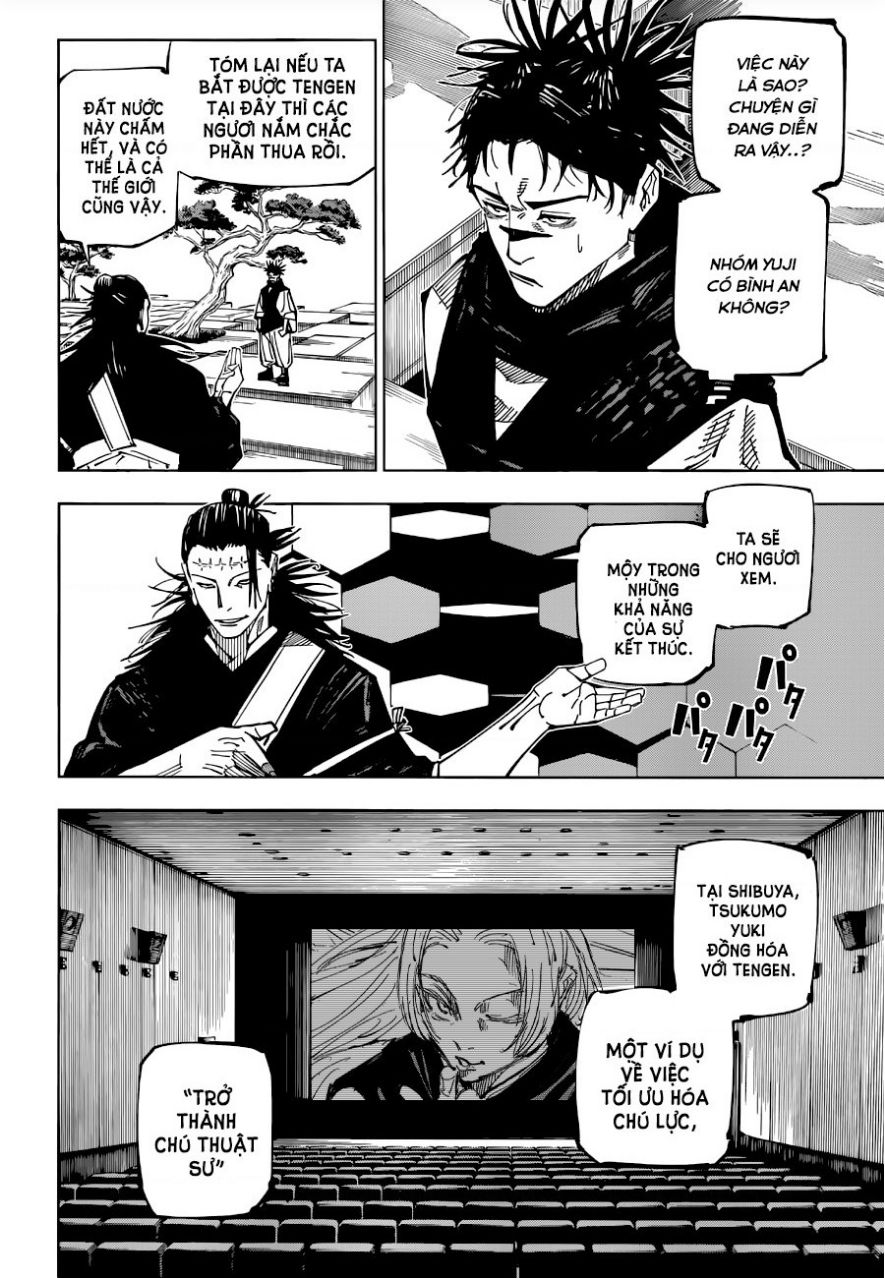 VIỆC NÀY
LÀ SAO?
CHUYỆN GÌ
ĐANG DIỄN
RA VẬY..?
NHÓM YUJI
CÓ BÌNH AN
KHÔNG?
TÓM LẠI NẾU TA
BẮT ĐƯỢC TENGEN
TẠI ĐÂY THÌ CÁC
NGƯƠI NẮM CHẮC
PHẦN THUA RỒI.
ĐẤT NƯỚC
NÀY CHẤM
HẾT, VÀ CÓ
THỂ LÀ CẢ
THẾ GIỚI
CŨNG VẬY.
TA SẼ
CHO NGƯƠI
XEM.
MỘY TRONG
NHỮNG
KHẢ NĂNG
CỦA SỰ
KẾT THÚC.
パタ
パタ
パタ
TẠI SHIBUYA,
TSUKUMO
YUKI
ĐỒNG HÓA
VỚI TENGEN.
MỘT VÍ DỤ
VỀ VIỆC
TỐI ƯU HÓA
CHÚ LỰC,
“TRỞ
THÀNH
CHÚ THUẬT
SƯ”